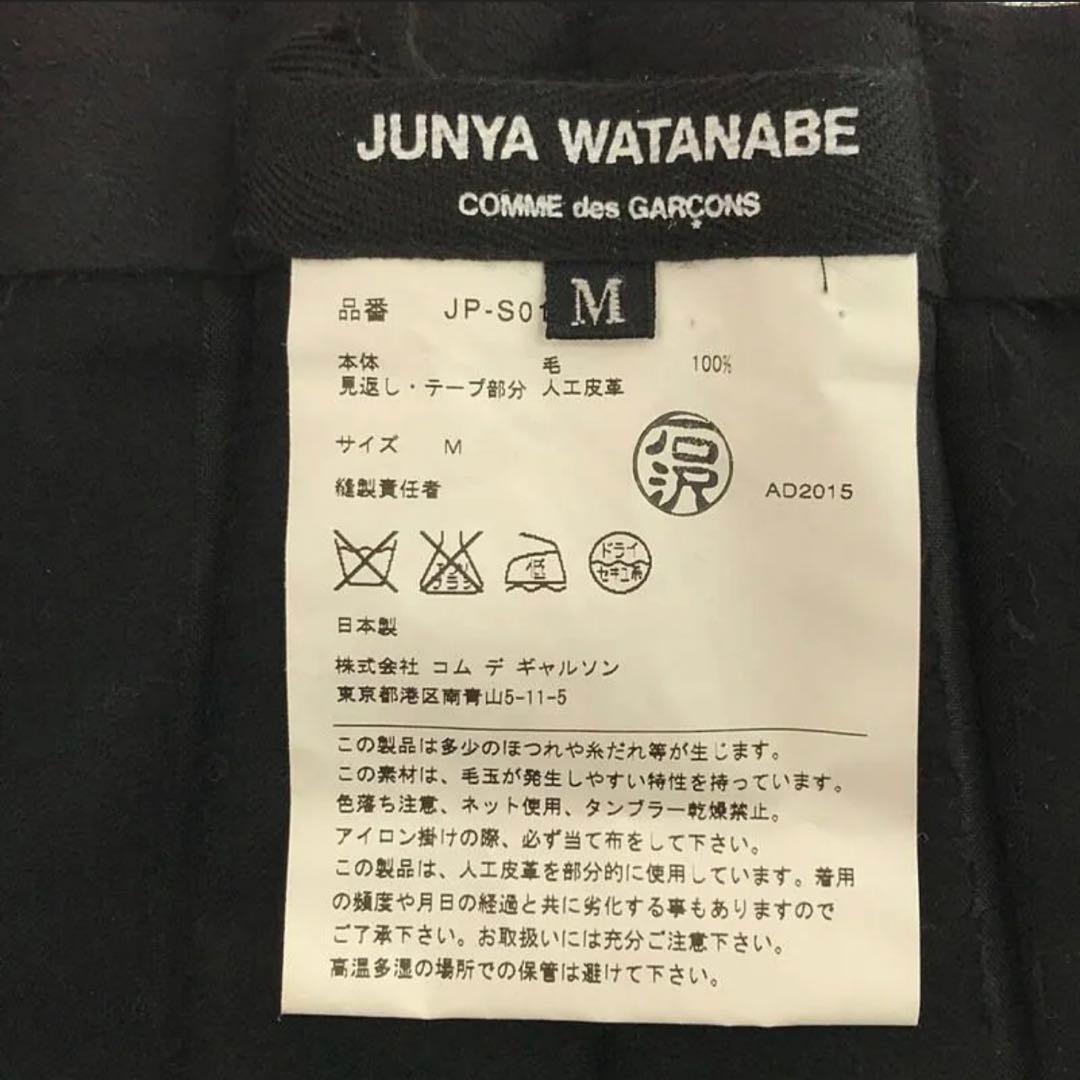 JUNYA WATANABE
COMME des GARÇONS
M
品番 JP-S01
本体 毛 100%
見返し・テープ部分 人工皮革
サイズ M
石沢
縫製責任者 AD2015
低 ドライ
セキユ系
日本製
株式会社 コム デ ギャルソン
東京都港区南青山5-11-5
この製品は多少のほつれや糸だれ等が生じます。
この素材は、毛玉が発生しやすい特性を持っています。
色落ち注意、ネット使用、タンブラー乾燥禁止。
アイロン掛けの際、必ず当て布をして下さい。
この製品は、人工皮革を部分的に使用しています。着用
の頻度や月日の経過と共に劣化する事もありますので
ご了承下さい。お取扱いには充分ご注意下さい。
高温多湿の場所での保管は避けて下さい。